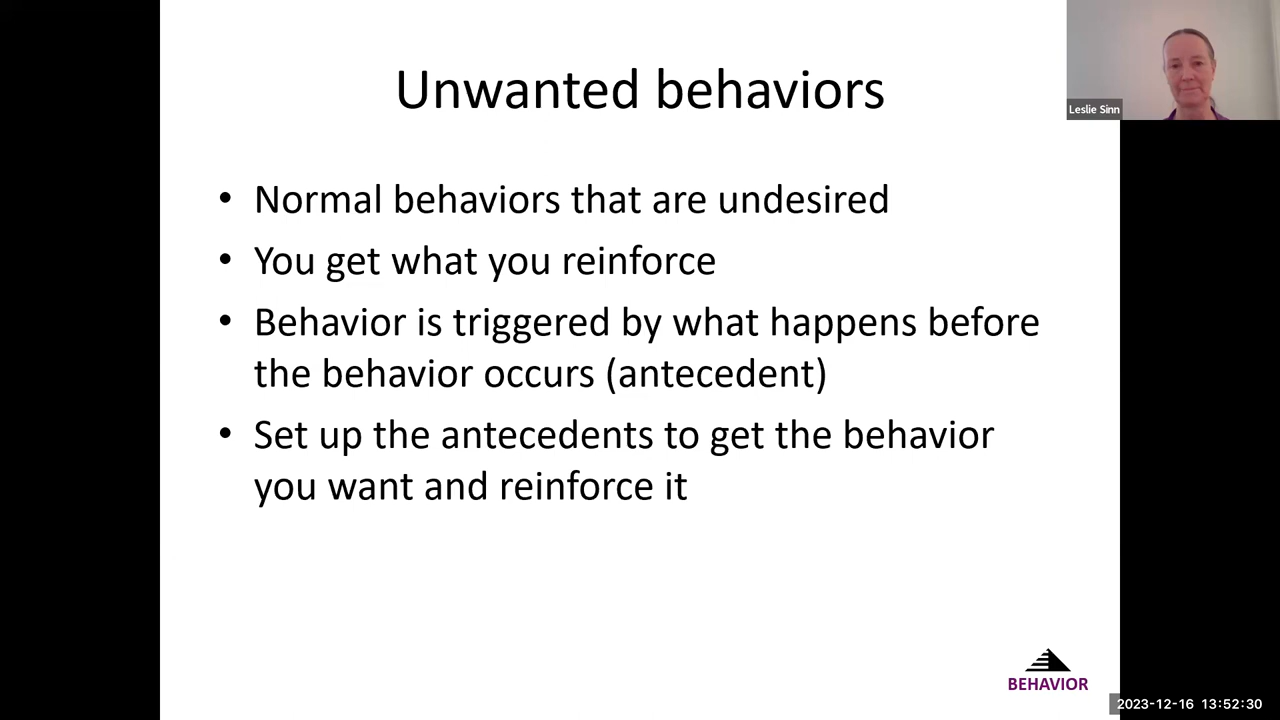 Unwanted behaviors
Leslie Sinn
• Normal behaviors that are undesired
• You get what you reinforce
• Behavior is triggered by what happens before
the behavior occurs (antecedent)
• Set up the antecedents to get the behavior
you want and reinforce it
BEHAVIOR
2023-12-16 13:52:30